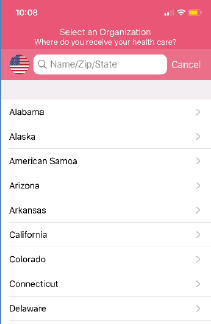 10:08
Select an Organization
Where do you receive your health care?
Name/Zip/State
Cancel
Alabama
Alaska
American Samoa
Arizona
Arkansas
California
Colorado
Connecticut
Delaware